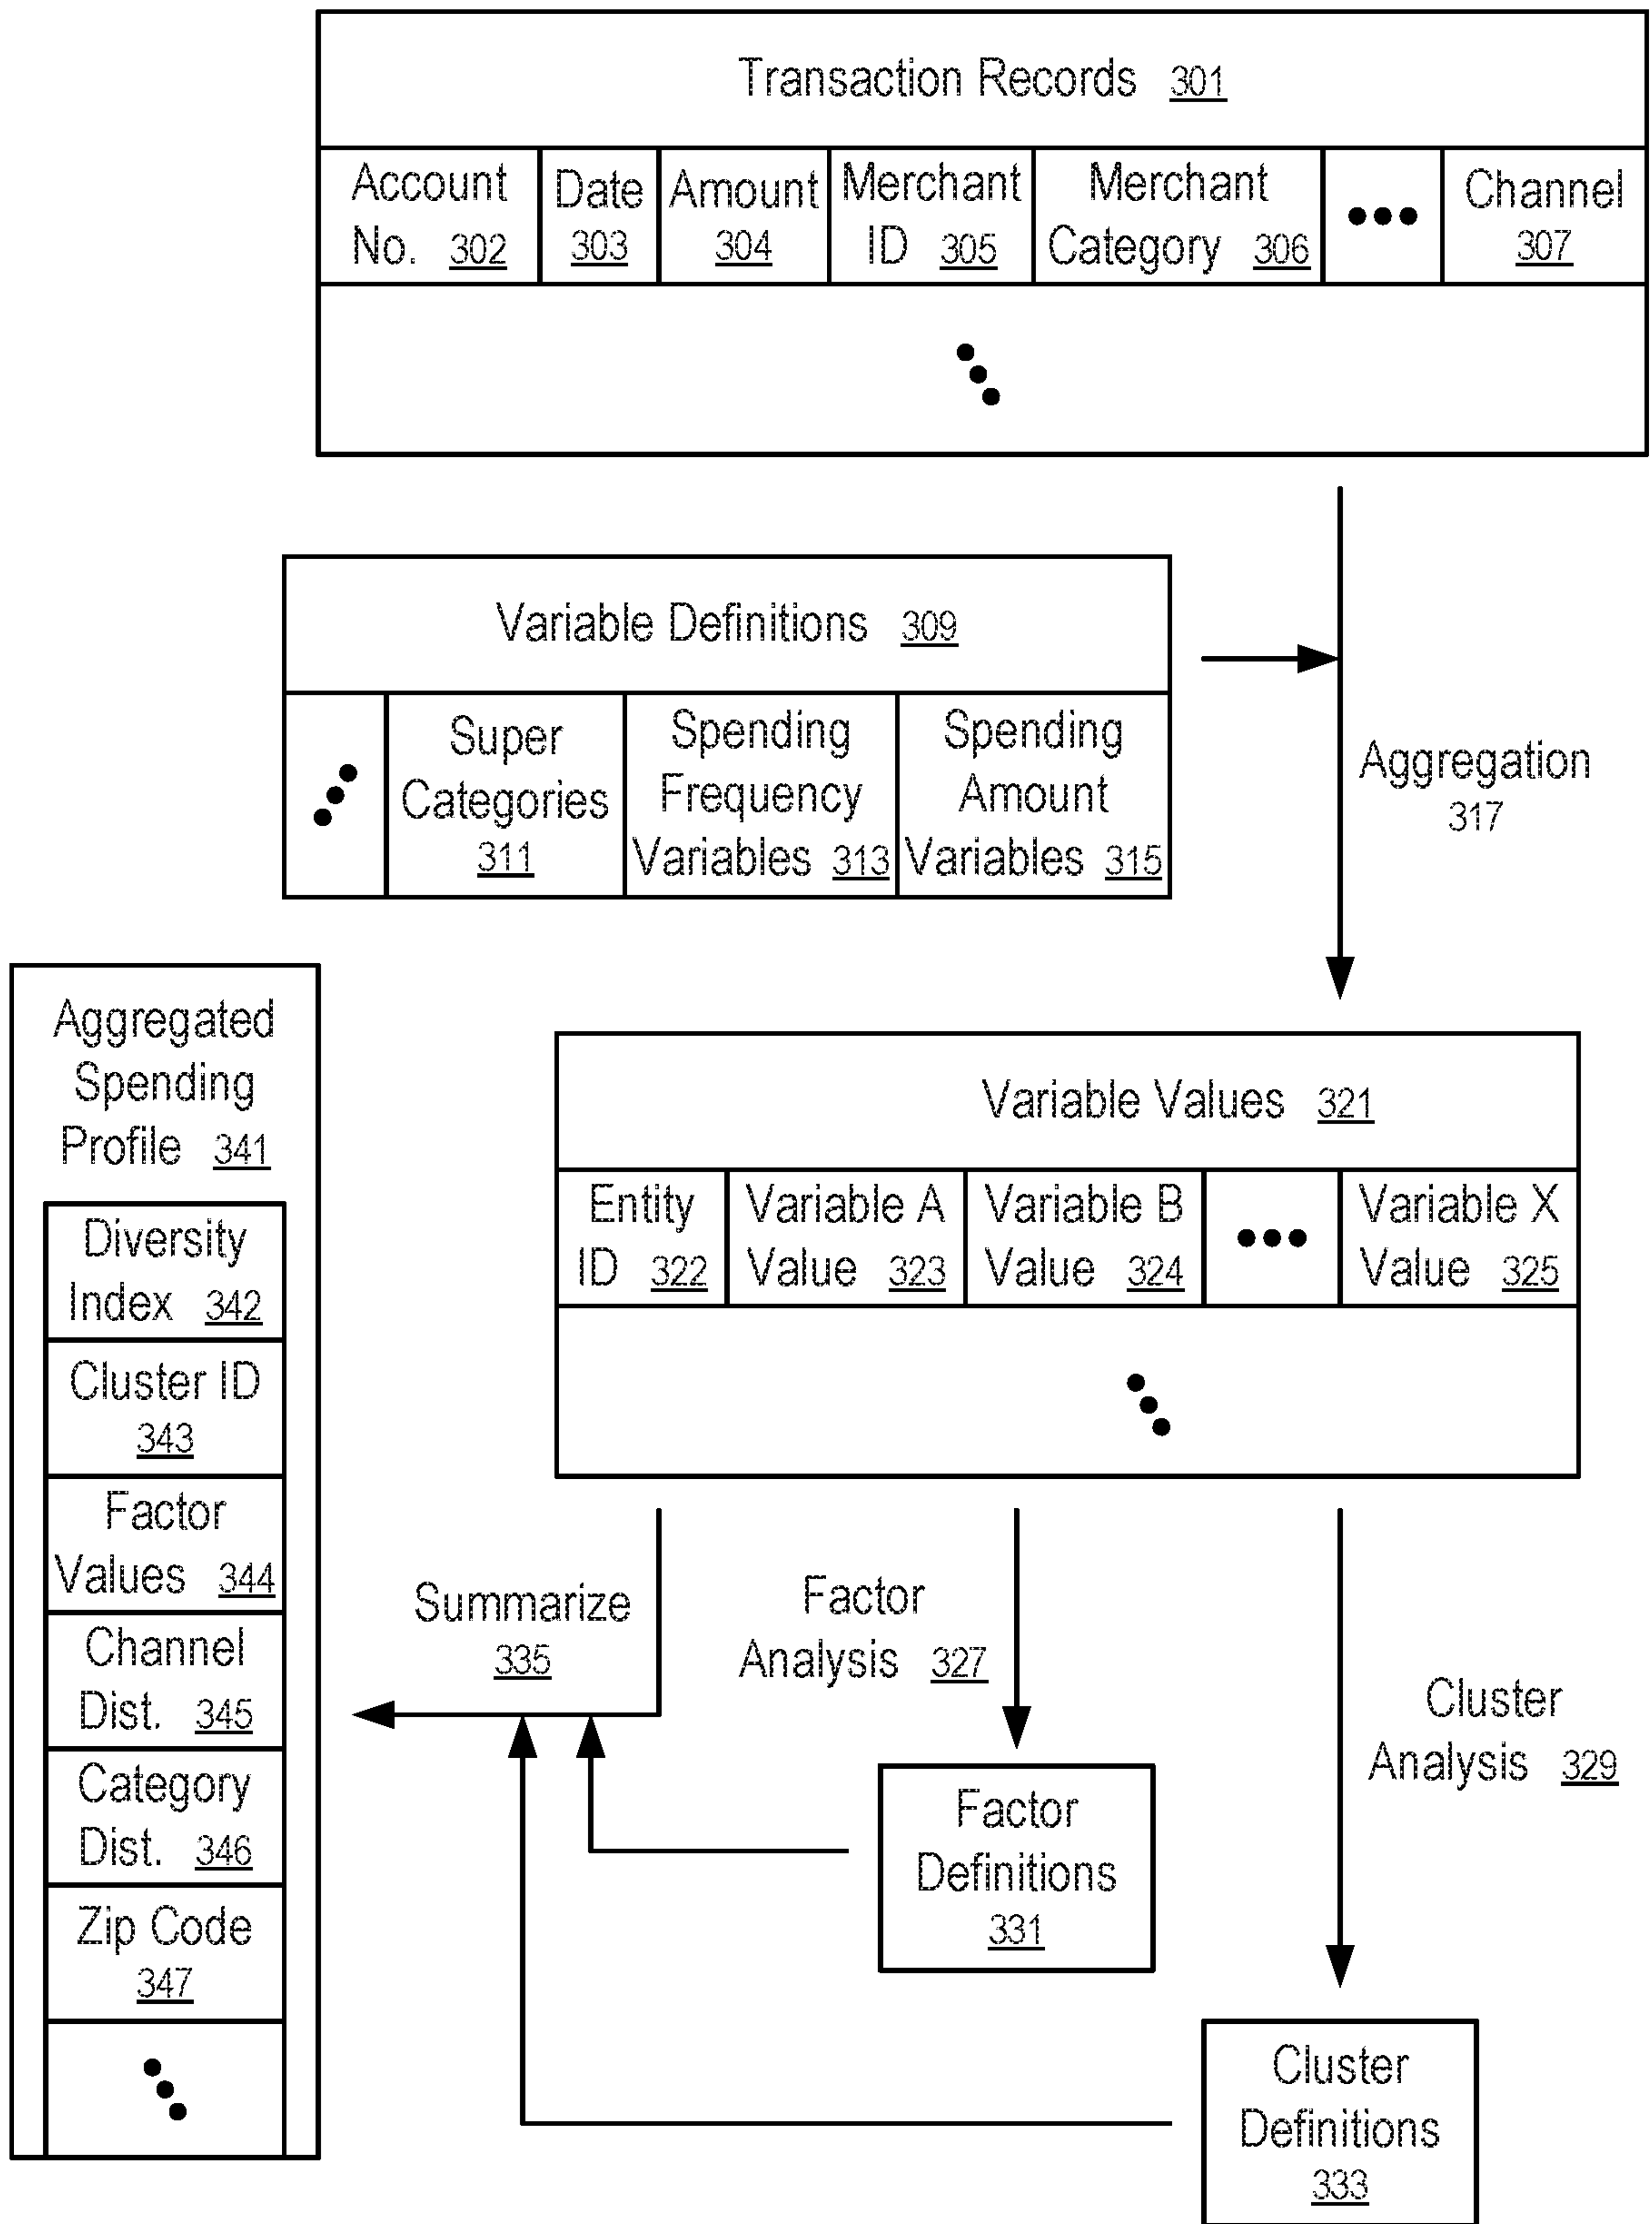 Transaction Records 301
Account
No. 302
Date
303
Amount
304
Merchant
ID 305
Merchant
Category 306
Channel
307
Variable Definitions 309
Super
Categories
311
Spending
Frequency
Variables 313
Spending
Amount
Variables 315
Aggregation
317
Aggregated
Spending
Profile 341
Diversity
Index 342
Cluster ID
343
Factor
Values 344
Channel
Dist. 345
Category
Dist. 346
Zip Code
347
Variable Values 321
Entity
ID 322
Variable A
Value 323
Variable B
Value 324
Variable X
Value 325
Summarize
335
Factor
Analysis 327
Cluster
Analysis 329
Factor
Definitions
331
Cluster
Definitions
333